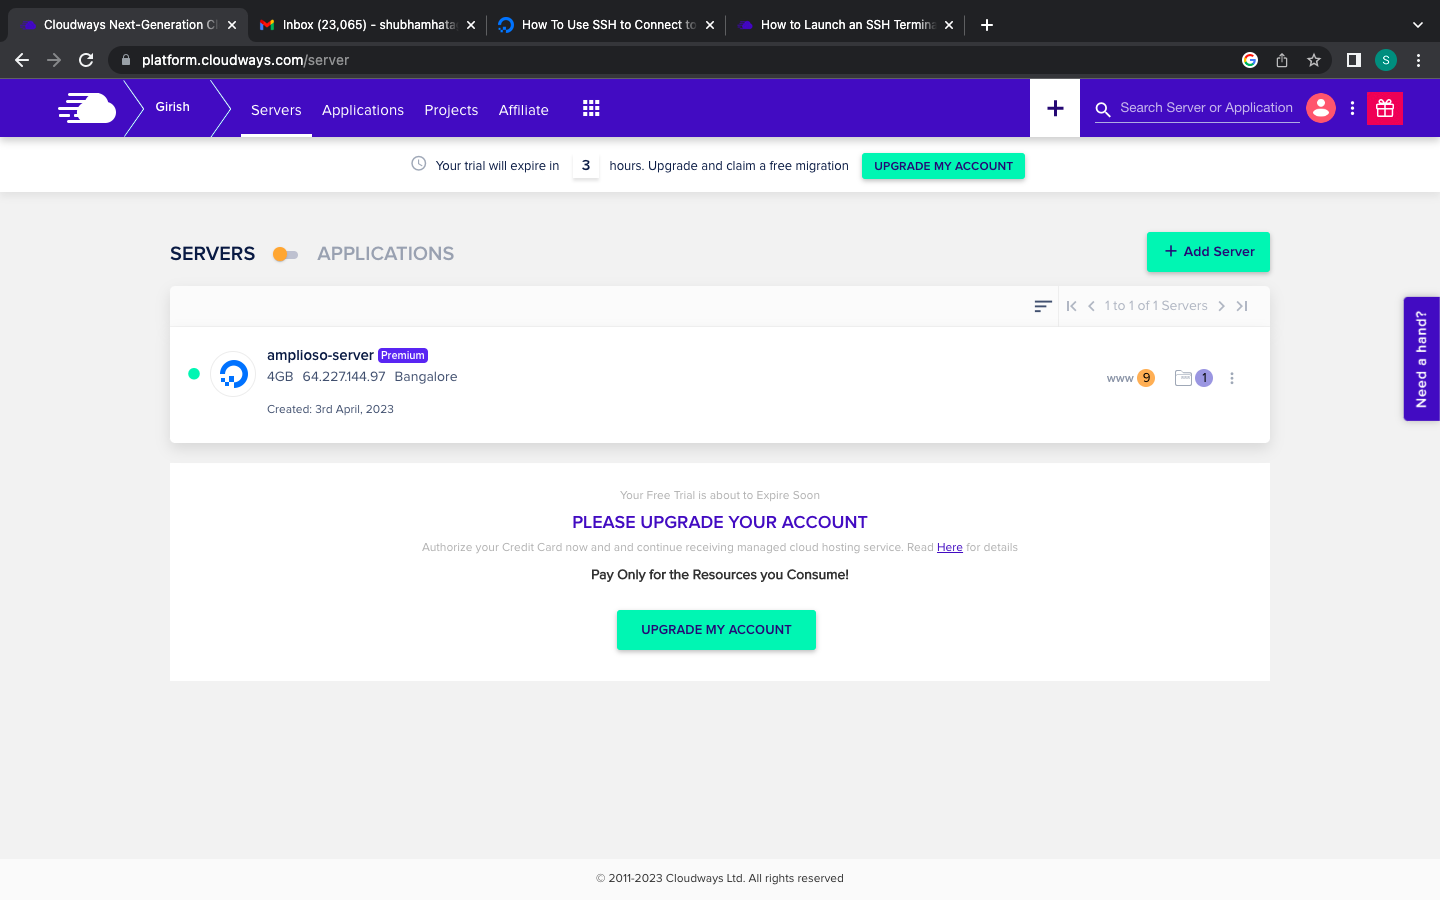 Cloudways Next-Generation Cl
Inbox (23,065) - shubhamhata
How To Use SSH to Connect to
How to Launch an SSH Termina
platform.cloudways.com/server
S
Girish
Servers
Applications
Projects
Affiliate
Search Server or Application
Your trial will expire in 3 hours. Upgrade and claim a free migration
UPGRADE MY ACCOUNT
SERVERS
APPLICATIONS
+ Add Server
1 to 1 of 1 Servers
amplioso-server Premium
4GB 64.227.144.97 Bangalore
www 9
1
Created: 3rd April, 2023
Need a hand?
Your Free Trial is about to Expire Soon
PLEASE UPGRADE YOUR ACCOUNT
Authorize your Credit Card now and and continue receiving managed cloud hosting service. Read Here for details
Pay Only for the Resources you Consume!
UPGRADE MY ACCOUNT
© 2011-2023 Cloudways Ltd. All rights reserved